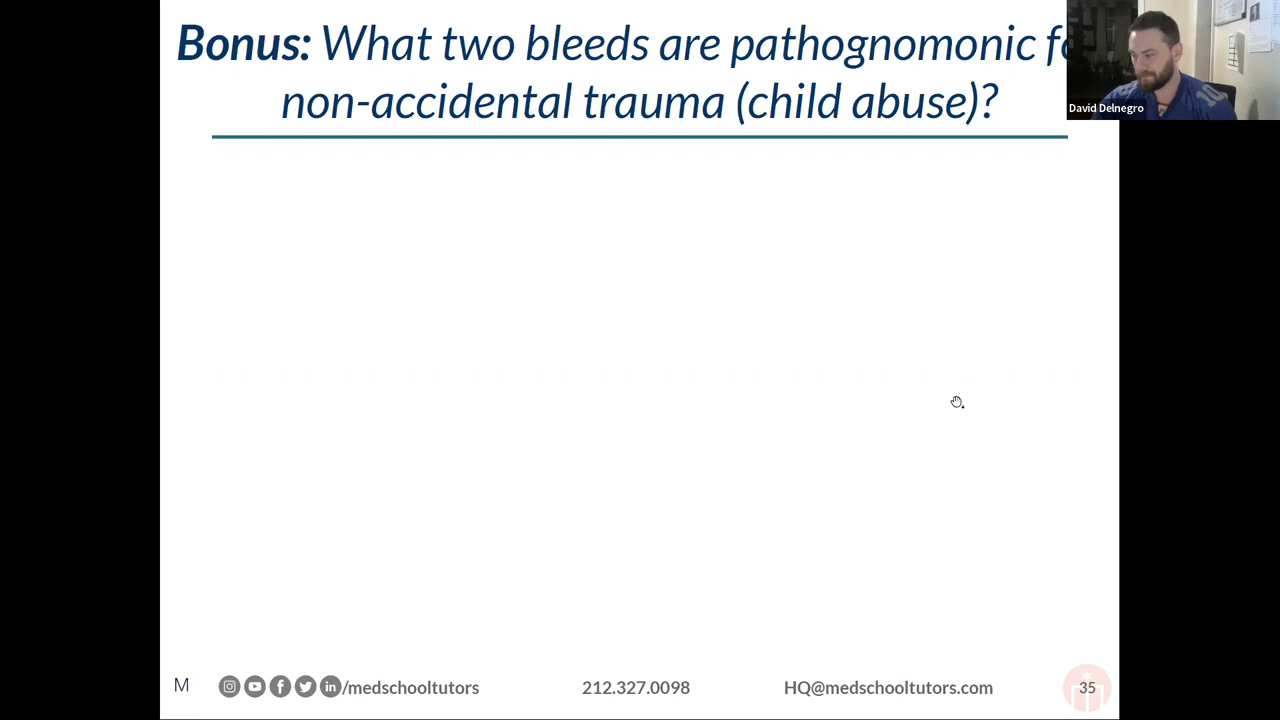 Bonus: What two bleeds are pathognomonic
non-accidental trauma (child abuse)?
David Delnegro
10
M /medschooltutors 212.327.0098 HQ@medschooltutors.com 35